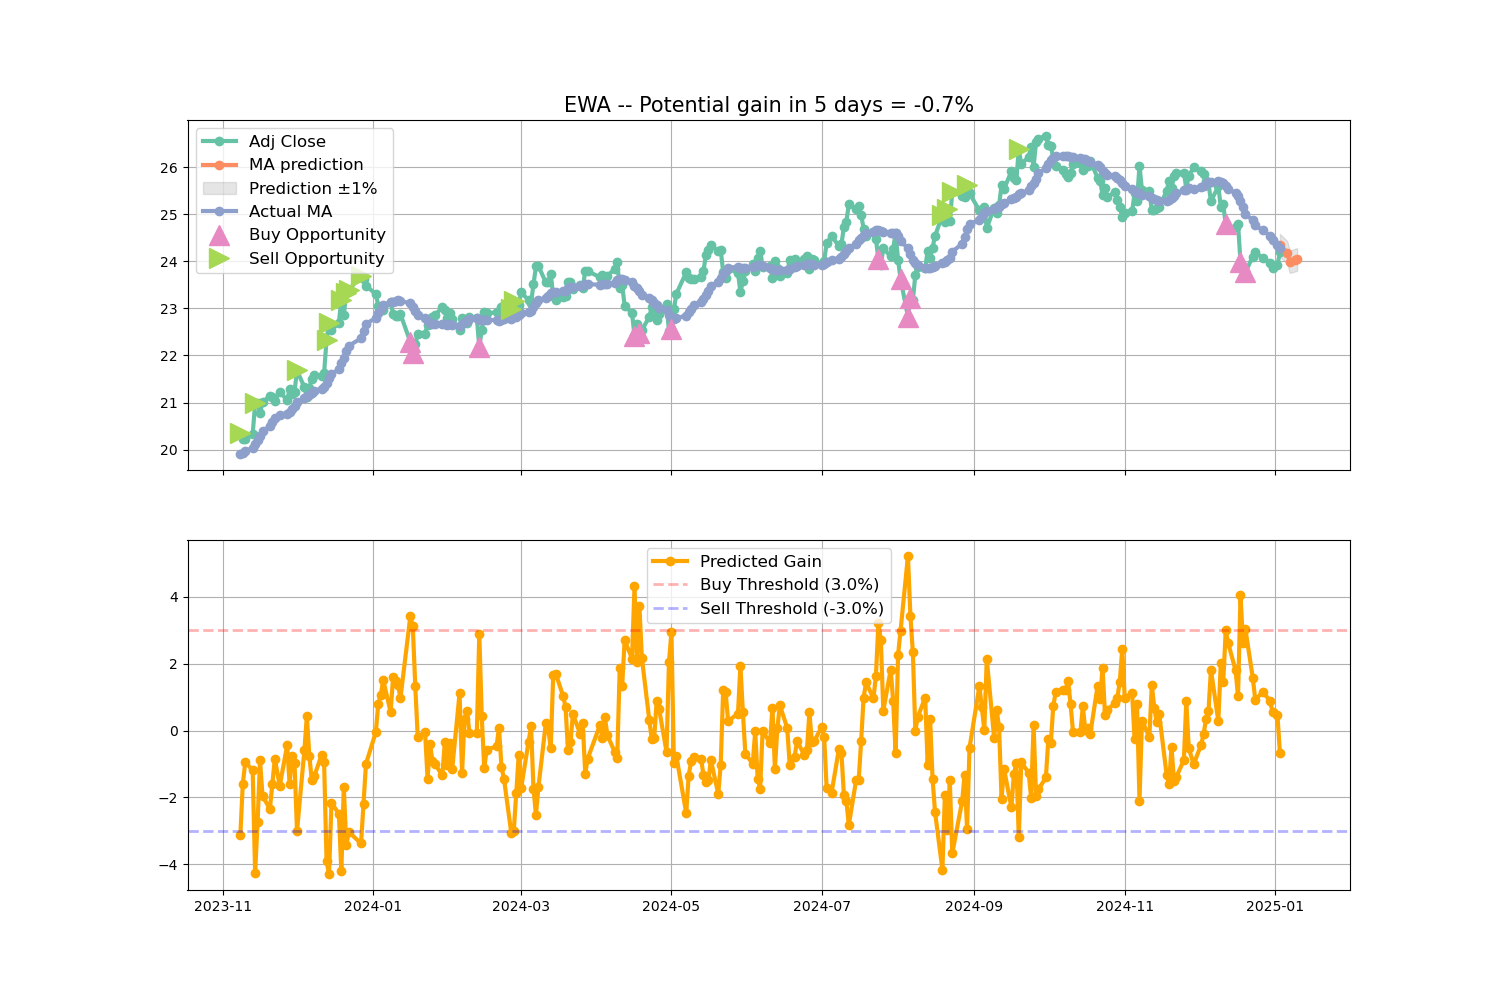 EWA -- Potential gain in 5 days = -0.7%
Adj Close
MA prediction
Prediction ±1%
Actual MA
Buy Opportunity
Sell Opportunity
26
25
24
23
22
21
20
Predicted Gain
Buy Threshold (3.0%)
Sell Threshold (-3.0%)
4
2
0
−2
−4
2023-11 2024-01 2024-03 2024-05 2024-07 2024-09 2024-11 2025-01